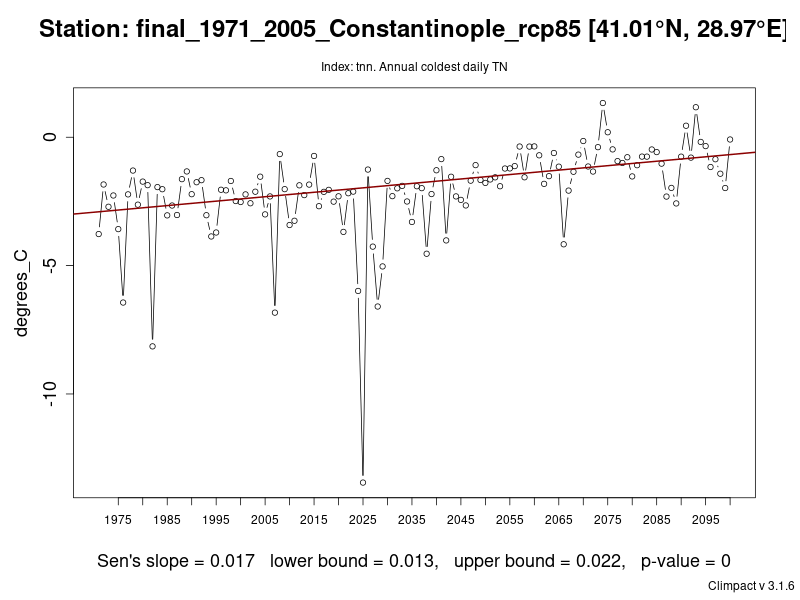 Station: final_1971_2005_Constantinople_rcp85 [41.01°N, 28.97°E]
Index: tnn. Annual coldest daily TN
degrees_C
0
-5
-10
1975 1985 1995 2005 2015 2025 2035 2045 2055 2065 2075 2085 2095
Sen's slope = 0.017 lower bound = 0.013, upper bound = 0.022, p-value = 0
Climpact v 3.1.6